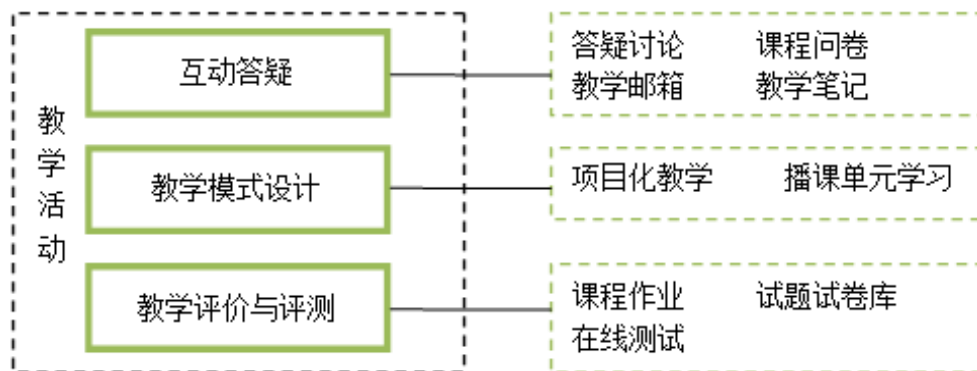 教学活动
互动答疑
答疑讨论 课程问卷
教学邮箱 教学笔记
教学模式设计
项目化教学 播课单元学习
教学评价与评测
课程作业 试题试卷库
在线测试